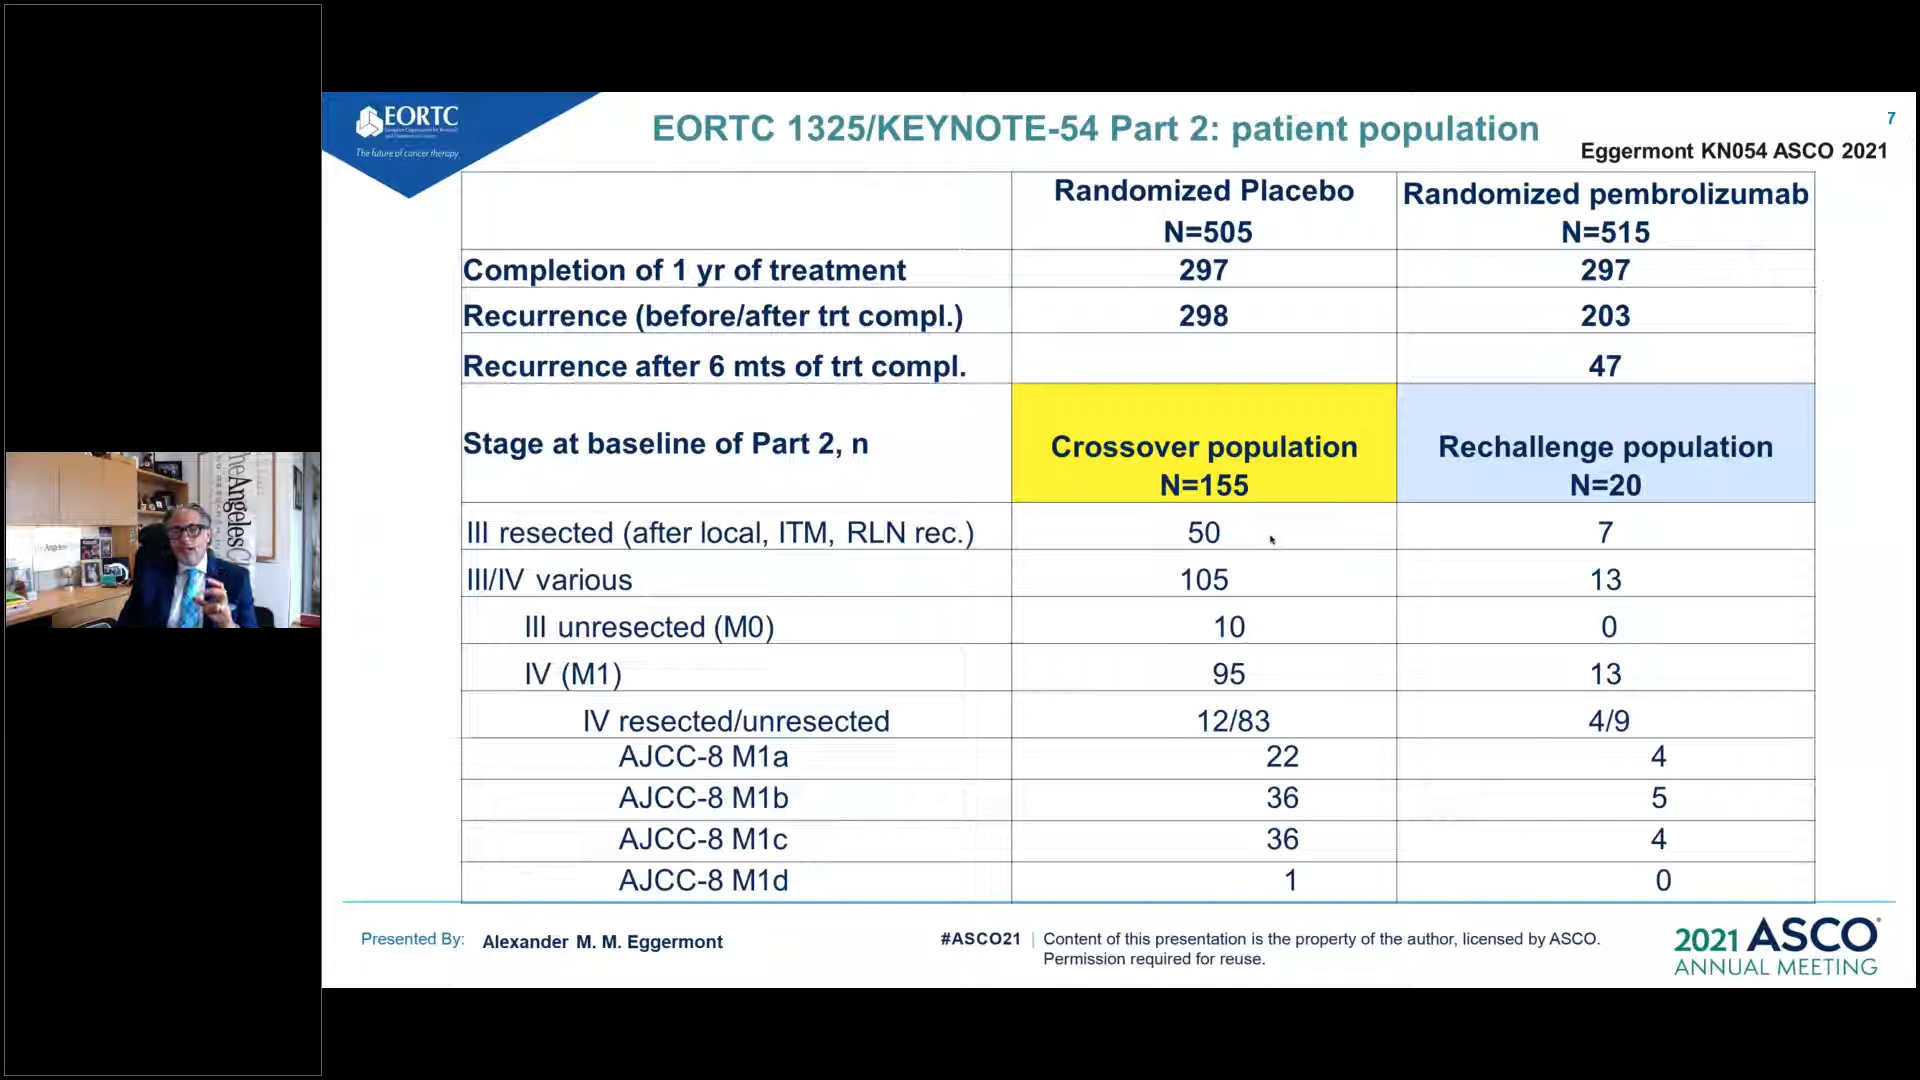 EORTC
The future of cancer therapy
EORTC 1325/KEYNOTE-54 Part 2: patient population
7
Eggermont KN054 ASCO 2021
Randomized Placebo
N=505
Randomized pembrolizumab
N=515
Completion of 1 yr of treatment 297 297
Recurrence (before/after trt compl.) 298 203
Recurrence after 6 mts of trt compl. 47
Stage at baseline of Part 2, n
Crossover population
N=155
Rechallenge population
N=20
III resected (after local, ITM, RLN rec.) 50 7
III/IV various 105 13
III unresected (M0) 10 0
IV (M1) 95 13
IV resected/unresected 12/83 4/9
AJCC-8 M1a 22 4
AJCC-8 M1b 36 5
AJCC-8 M1c 36 4
AJCC-8 M1d 1 0
Presented By: Alexander M. M. Eggermont
#ASCO21 | Content of this presentation is the property of the author, licensed by ASCO.
Permission required for reuse.
2021 ASCO
ANNUAL MEETING
heAngelesC